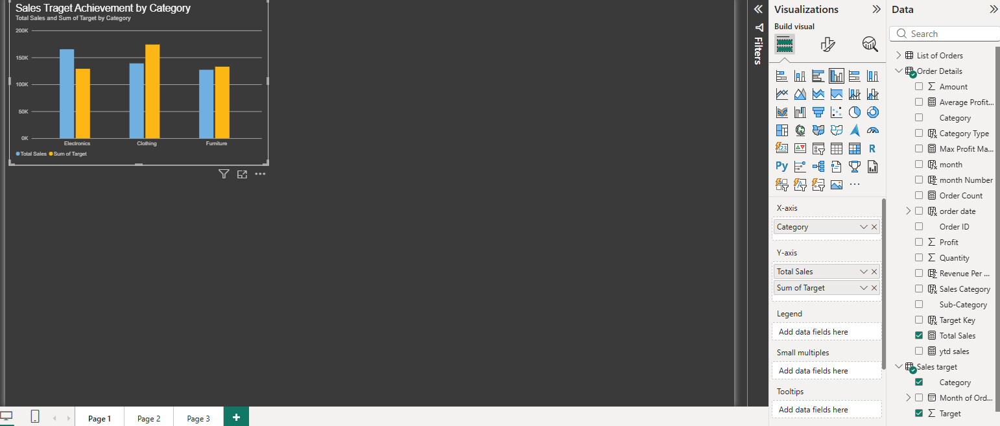 Sales Traget Achievement by Category
Total Sales and Sum of Target by Category
200K
150K
100K
50K
0K
Electronics Clothing Furniture
Total Sales Sum of Target
Filters
Visualizations
Build visual
123
R
Py
X-axis
Category
Y-axis
Total Sales
Sum of Target
Legend
Add data fields here
Small multiples
Add data fields here
Tooltips
Add data fields here
Data
Search
List of Orders
Order Details
Amount
Average Profit...
Category
Category Type
Max Profit Ma...
month
month Number
Order Count
order date
Order ID
Profit
Quantity
Revenue Per ...
Sales Category
Sub-Category
Target Key
Total Sales
ytd sales
Sales target
Category
Month of Ord...
Target
Page 1 Page 2 Page 3